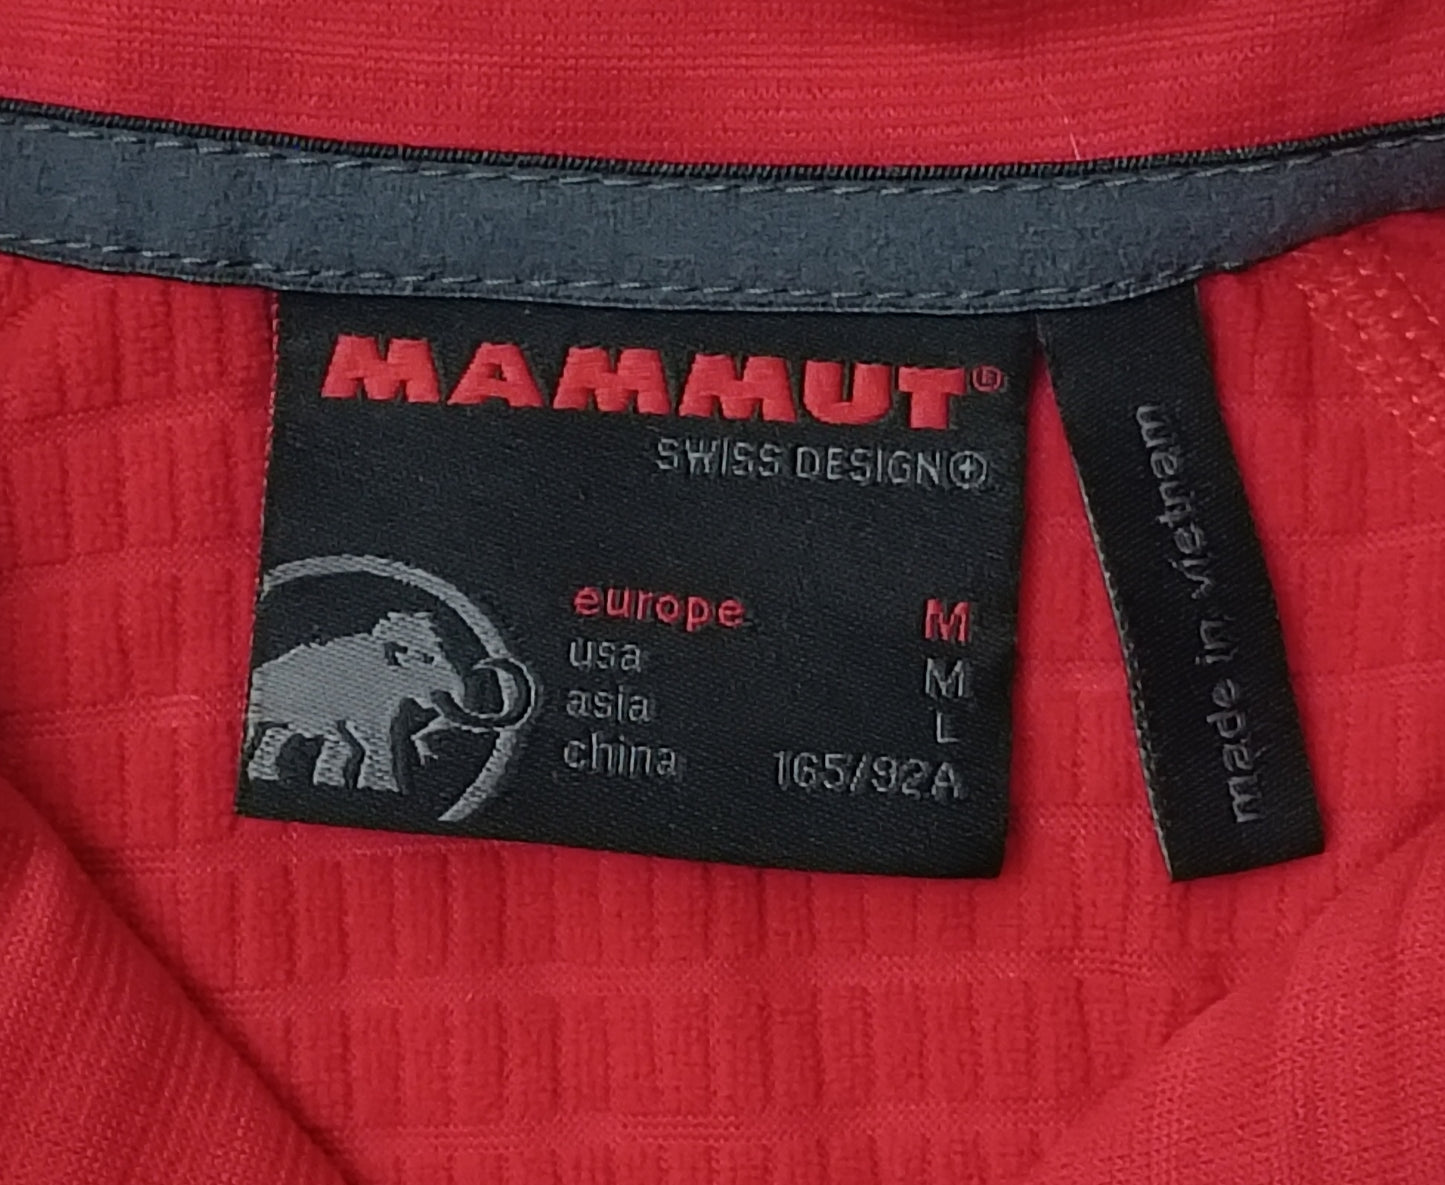 MAMMUT®
SWISS DESIGN
europe M
usa M
asia L
china 165/92A
made in vietnam